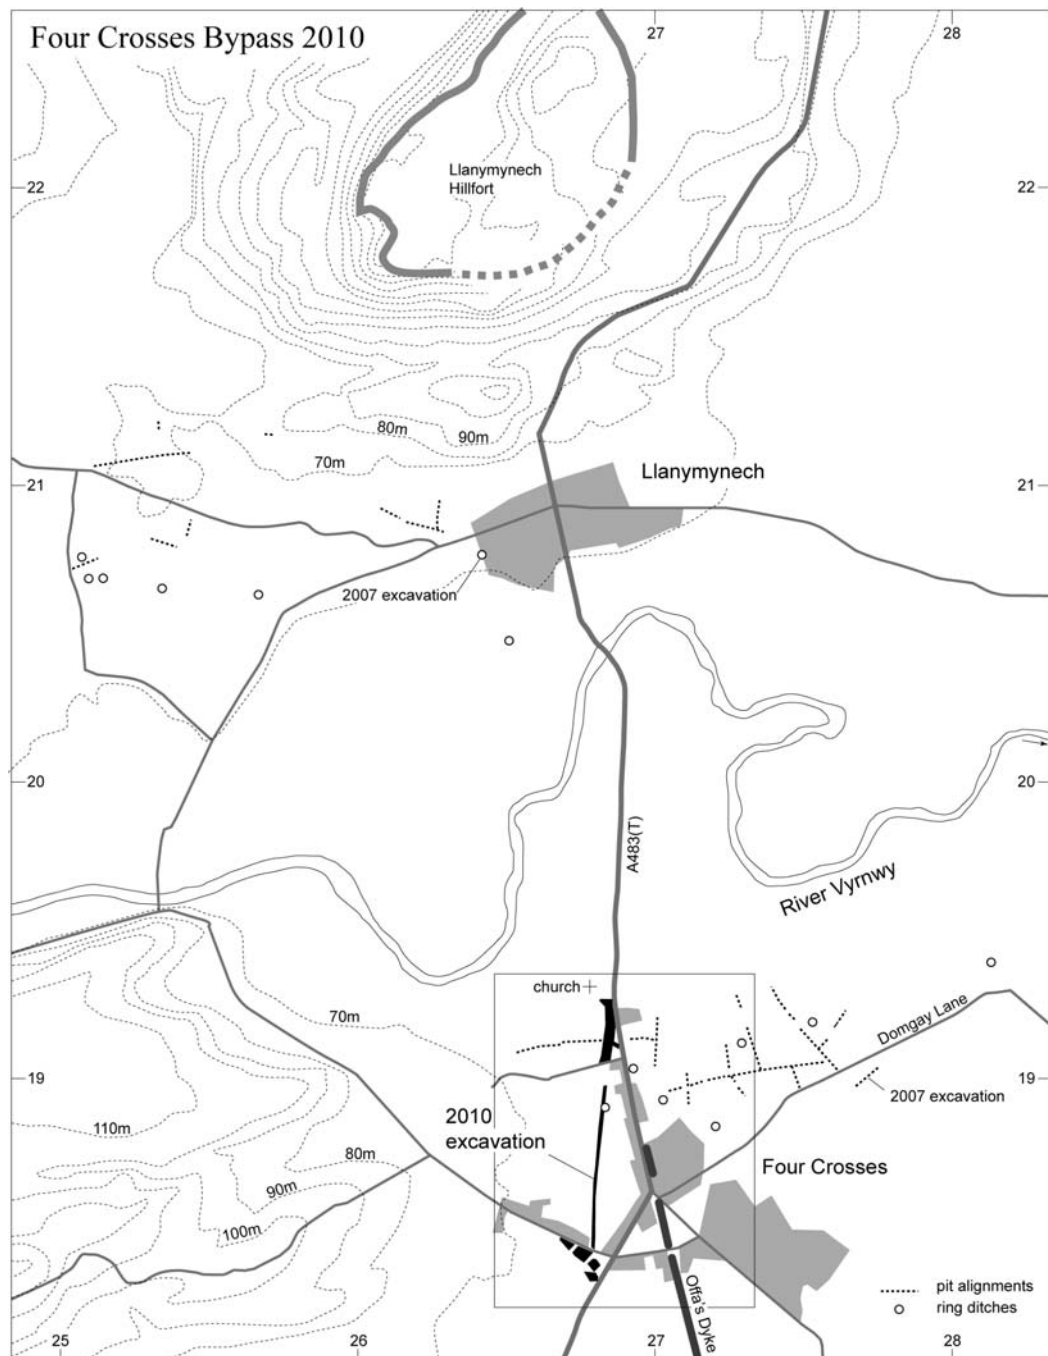 Four Crosses Bypass 2010
27
28
Llanymynech
Hillfort
22
22
80m
90m
70m
Llanymynech
21
21
2007 excavation
20
20
A483(T)
River Vyrnwy
church
70m
Domgay Lane
19
19
2007 excavation
2010
excavation
110m
80m
90m
100m
Four Crosses
Offa's Dyke
pit alignments
ring ditches
25
26
27
28